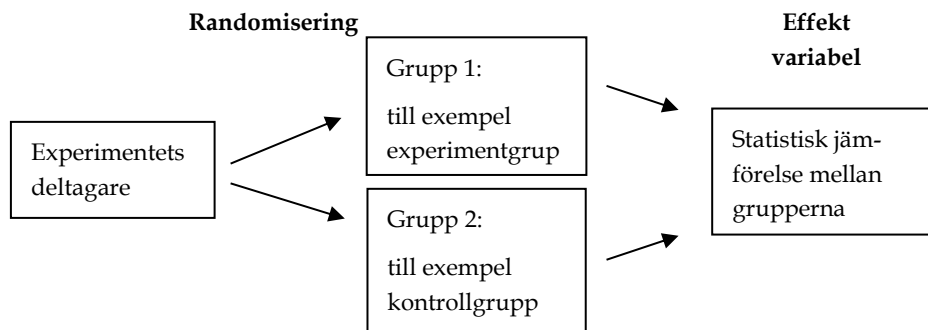 Randomisering
Effekt
variabel
Experimentets
deltagare
Grupp 1:
till exempel
experimentgrup
Grupp 2:
till exempel
kontrollgrupp
Statistisk jäm-
förelse mellan
grupperna